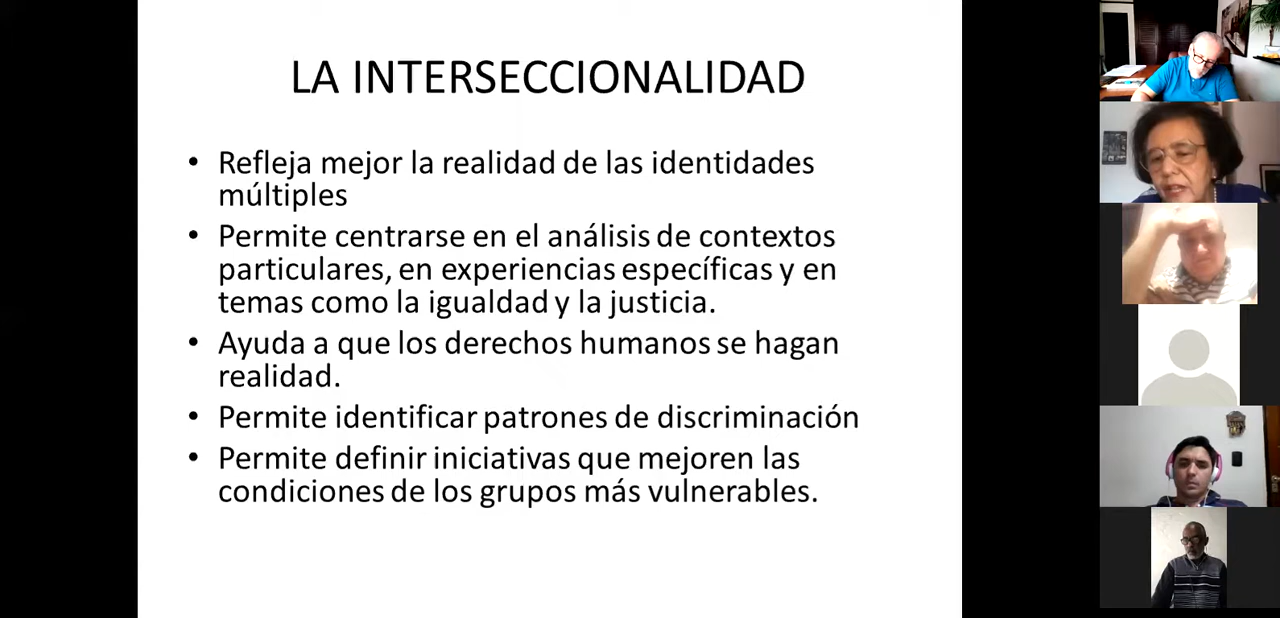 LA INTERSECCIONALIDAD
• Refleja mejor la realidad de las identidades
múltiples
• Permite centrarse en el análisis de contextos
particulares, en experiencias específicas y en
temas como la igualdad y la justicia.
• Ayuda a que los derechos humanos se hagan
realidad.
• Permite identificar patrones de discriminación
• Permite definir iniciativas que mejoren las
condiciones de los grupos más vulnerables.